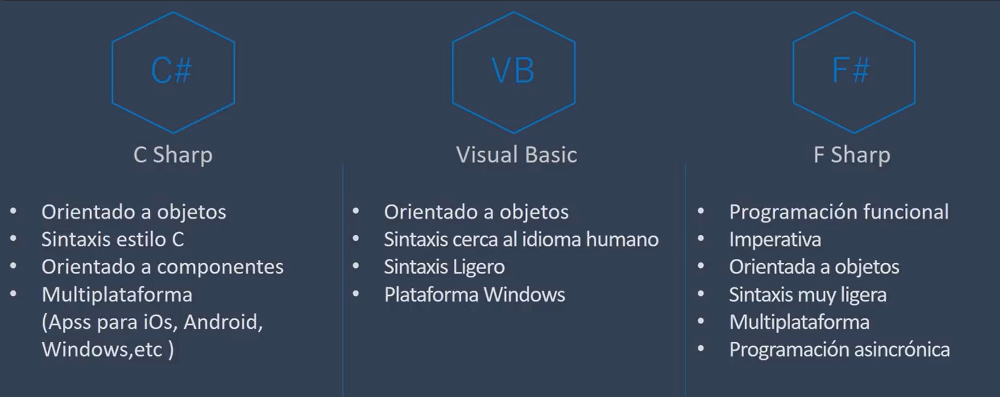 C#
C Sharp
• Orientado a objetos
• Sintaxis estilo C
• Orientado a componentes
• Multiplataforma
(Apss para iOs, Android,
Windows,etc )
VB
Visual Basic
• Orientado a objetos
• Sintaxis cerca al idioma humano
• Sintaxis Ligero
• Plataforma Windows
F#
F Sharp
• Programación funcional
• Imperativa
• Orientada a objetos
• Sintaxis muy ligera
• Multiplataforma
• Programación asincrónica